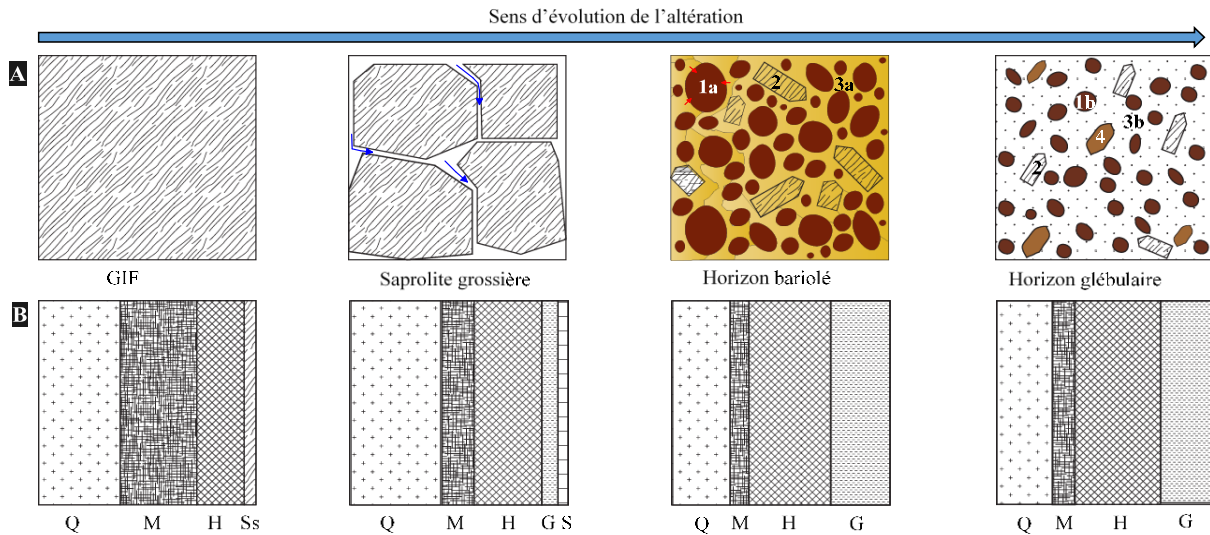 Sens d'évolution de l'altération
A
1a 2 3a
1b 3b 4 2
GIF Saprolite grossière Horizon bariolé Horizon glébulaire
B
Q M H Ss Q M H G S Q M H G Q M H G